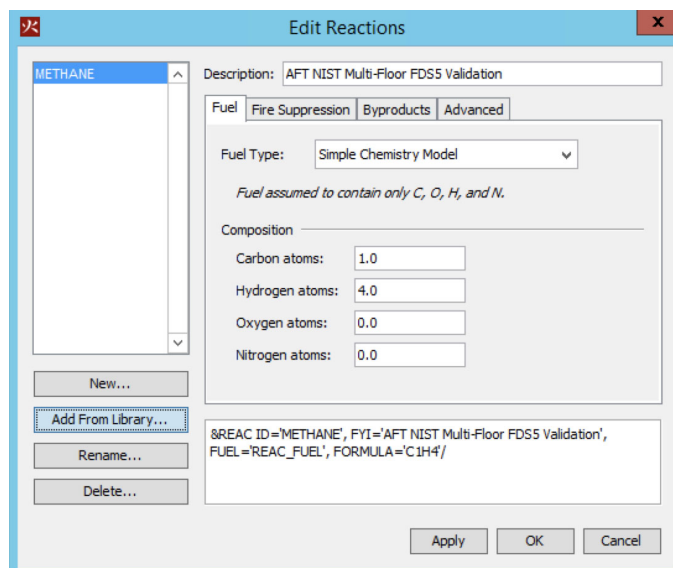 火
Edit Reactions
x
METHANE
Description: AFT NIST Multi-Floor FDS5 Validation
Fuel Fire Suppression Byproducts Advanced
Fuel Type: Simple Chemistry Model
Fuel assumed to contain only C, O, H, and N.
Composition
Carbon atoms: 1.0
Hydrogen atoms: 4.0
Oxygen atoms: 0.0
Nitrogen atoms: 0.0
New...
Add From Library...
Rename...
Delete...
&REAC ID='METHANE', FYI='AFT NIST Multi-Floor FDS5 Validation',
FUEL='REAC_FUEL', FORMULA='C1H4'/
Apply OK Cancel